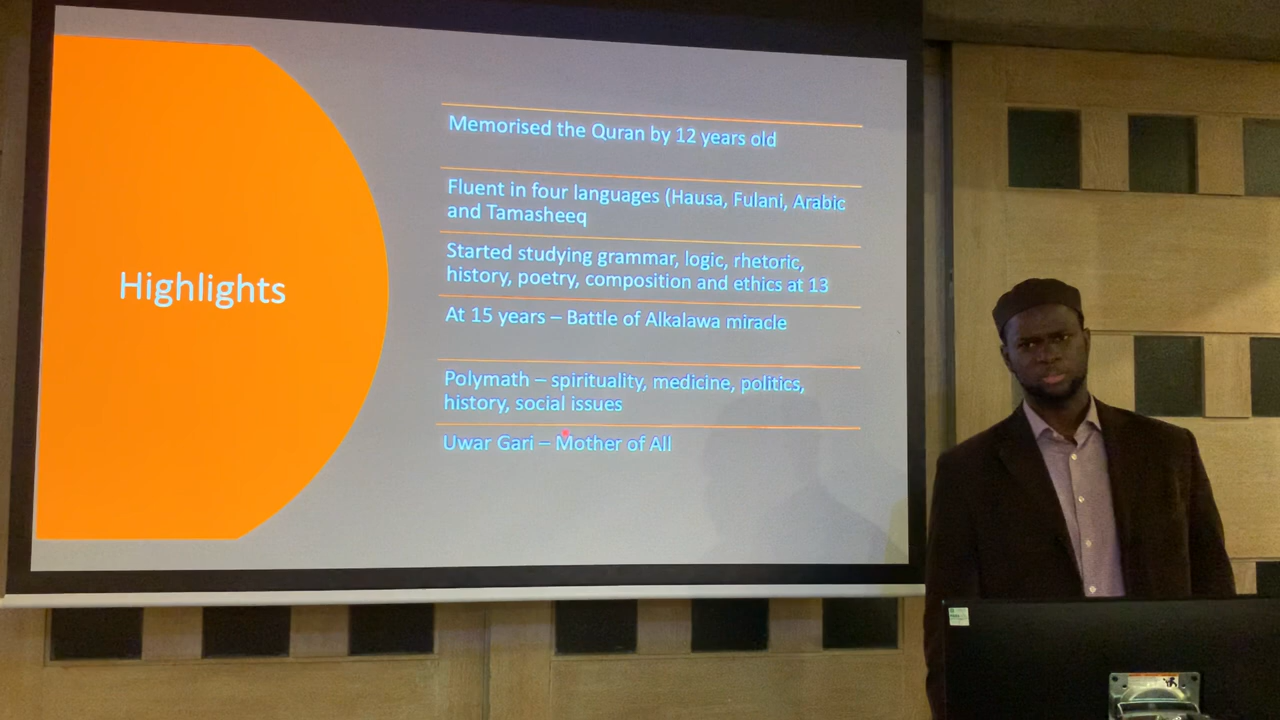 Highlights
Memorised the Quran by 12 years old
Fluent in four languages (Hausa, Fulani, Arabic
and Tamasheeq
Started studying grammar, logic, rhetoric,
history, poetry, composition and ethics at 13
At 15 years – Battle of Alkalawa miracle
Polymath – spirituality, medicine, politics,
history, social issues
Uwar Gari – Mother of All